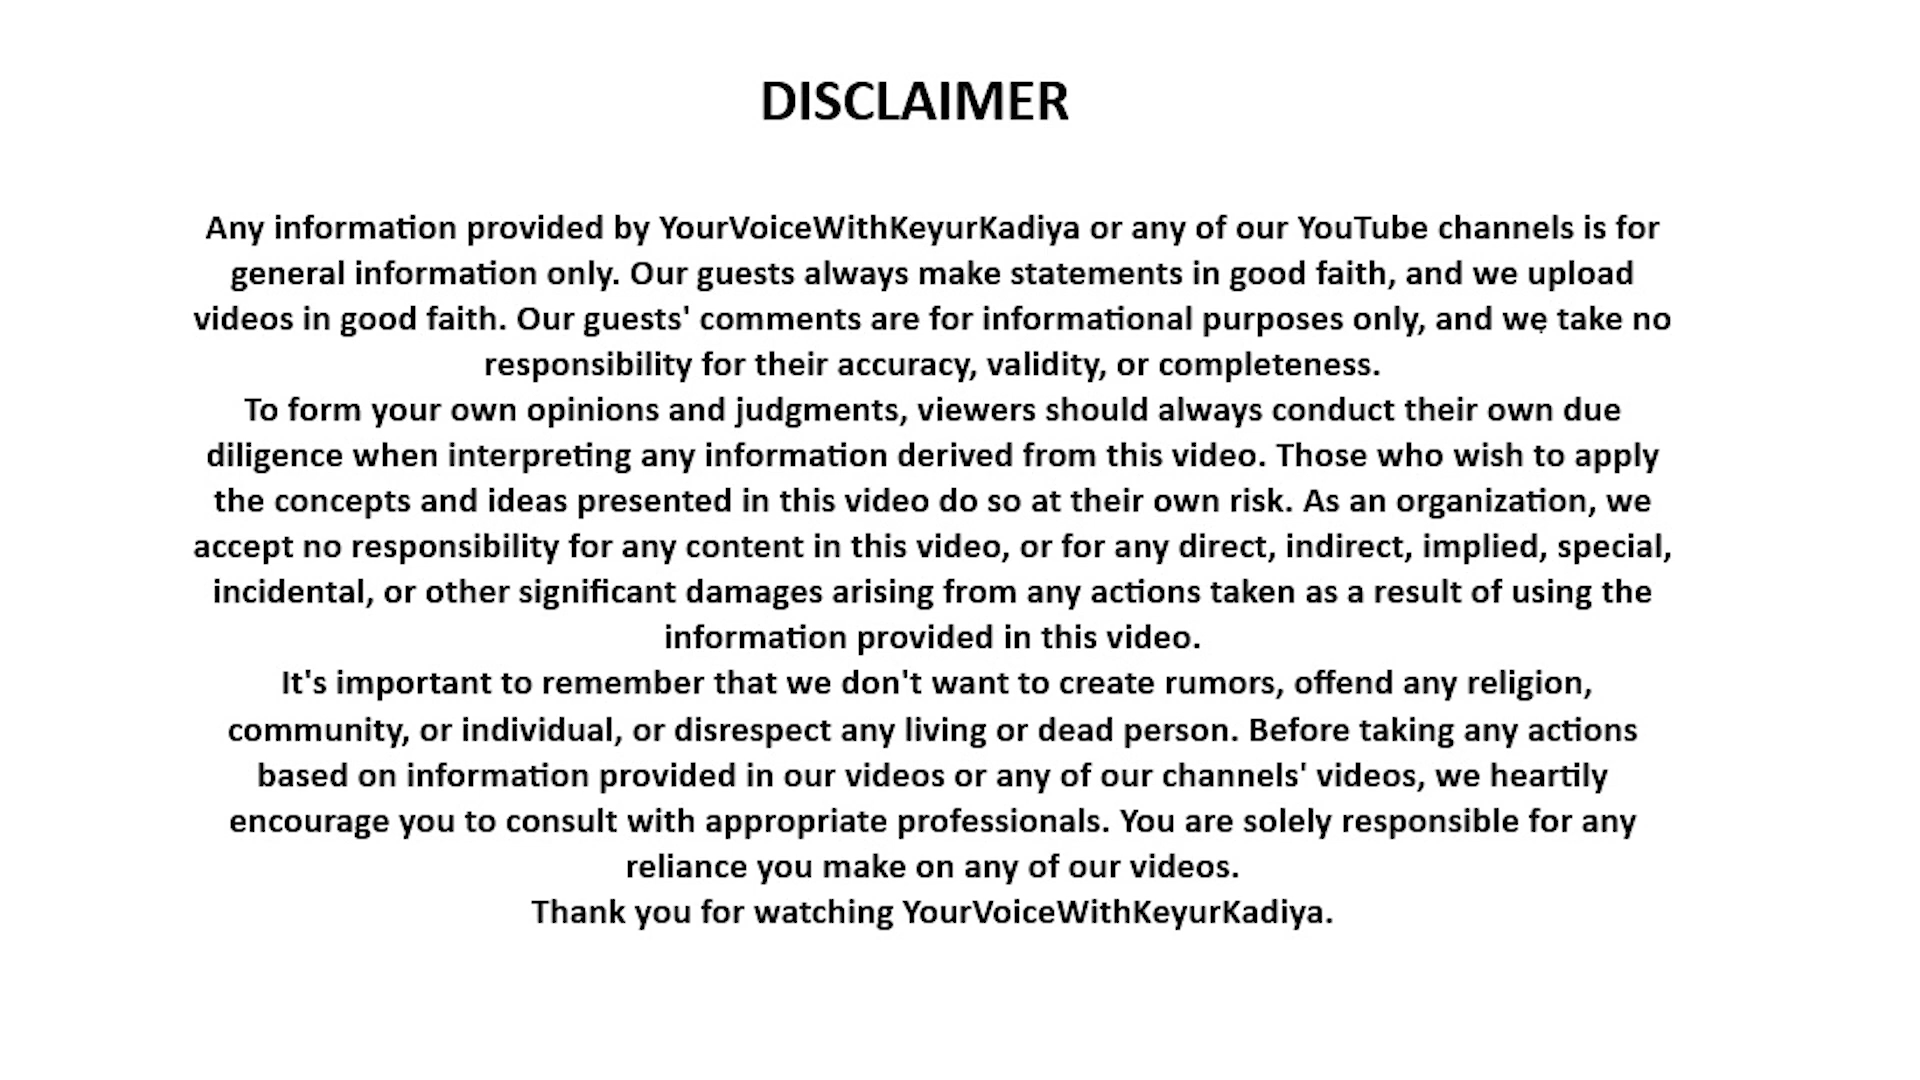 DISCLAIMER
Any information provided by YourVoiceWithKeyurKadiya or any of our YouTube channels is for
general information only. Our guests always make statements in good faith, and we upload
videos in good faith. Our guests' comments are for informational purposes only, and we take no
responsibility for their accuracy, validity, or completeness.
To form your own opinions and judgments, viewers should always conduct their own due
diligence when interpreting any information derived from this video. Those who wish to apply
the concepts and ideas presented in this video do so at their own risk. As an organization, we
accept no responsibility for any content in this video, or for any direct, indirect, implied, special,
incidental, or other significant damages arising from any actions taken as a result of using the
information provided in this video.
It's important to remember that we don't want to create rumors, offend any religion,
community, or individual, or disrespect any living or dead person. Before taking any actions
based on information provided in our videos or any of our channels' videos, we heartily
encourage you to consult with appropriate professionals. You are solely responsible for any
reliance you make on any of our videos.
Thank you for watching YourVoiceWithKeyurKadiya.